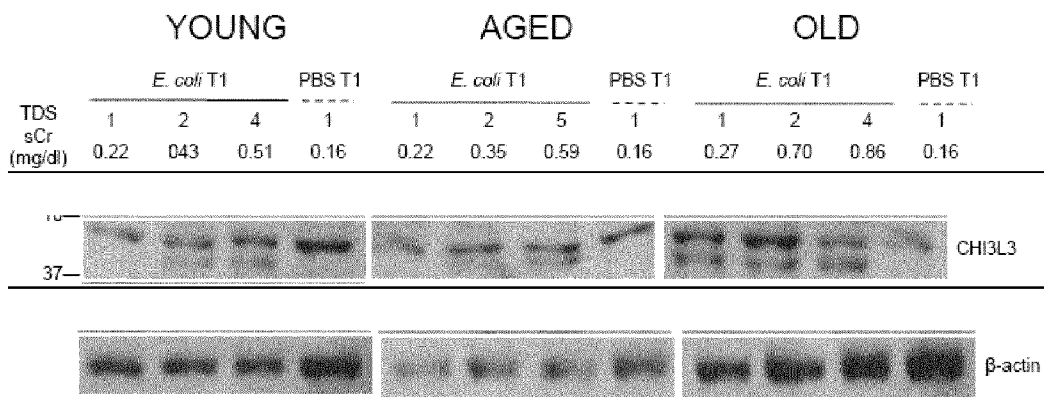 YOUNG AGED OLD
E. coli T1 PBS T1 E. coli T1 PBS T1 E. coli T1 PBS T1
TDS 1 2 4 1 1 2 5 1 1 2 4 1
sCr
(mg/dl) 0.22 043 0.51 0.16 0.22 0.35 0.59 0.16 0.27 0.70 0.86 0.16
CHI3L3
37
β-actin